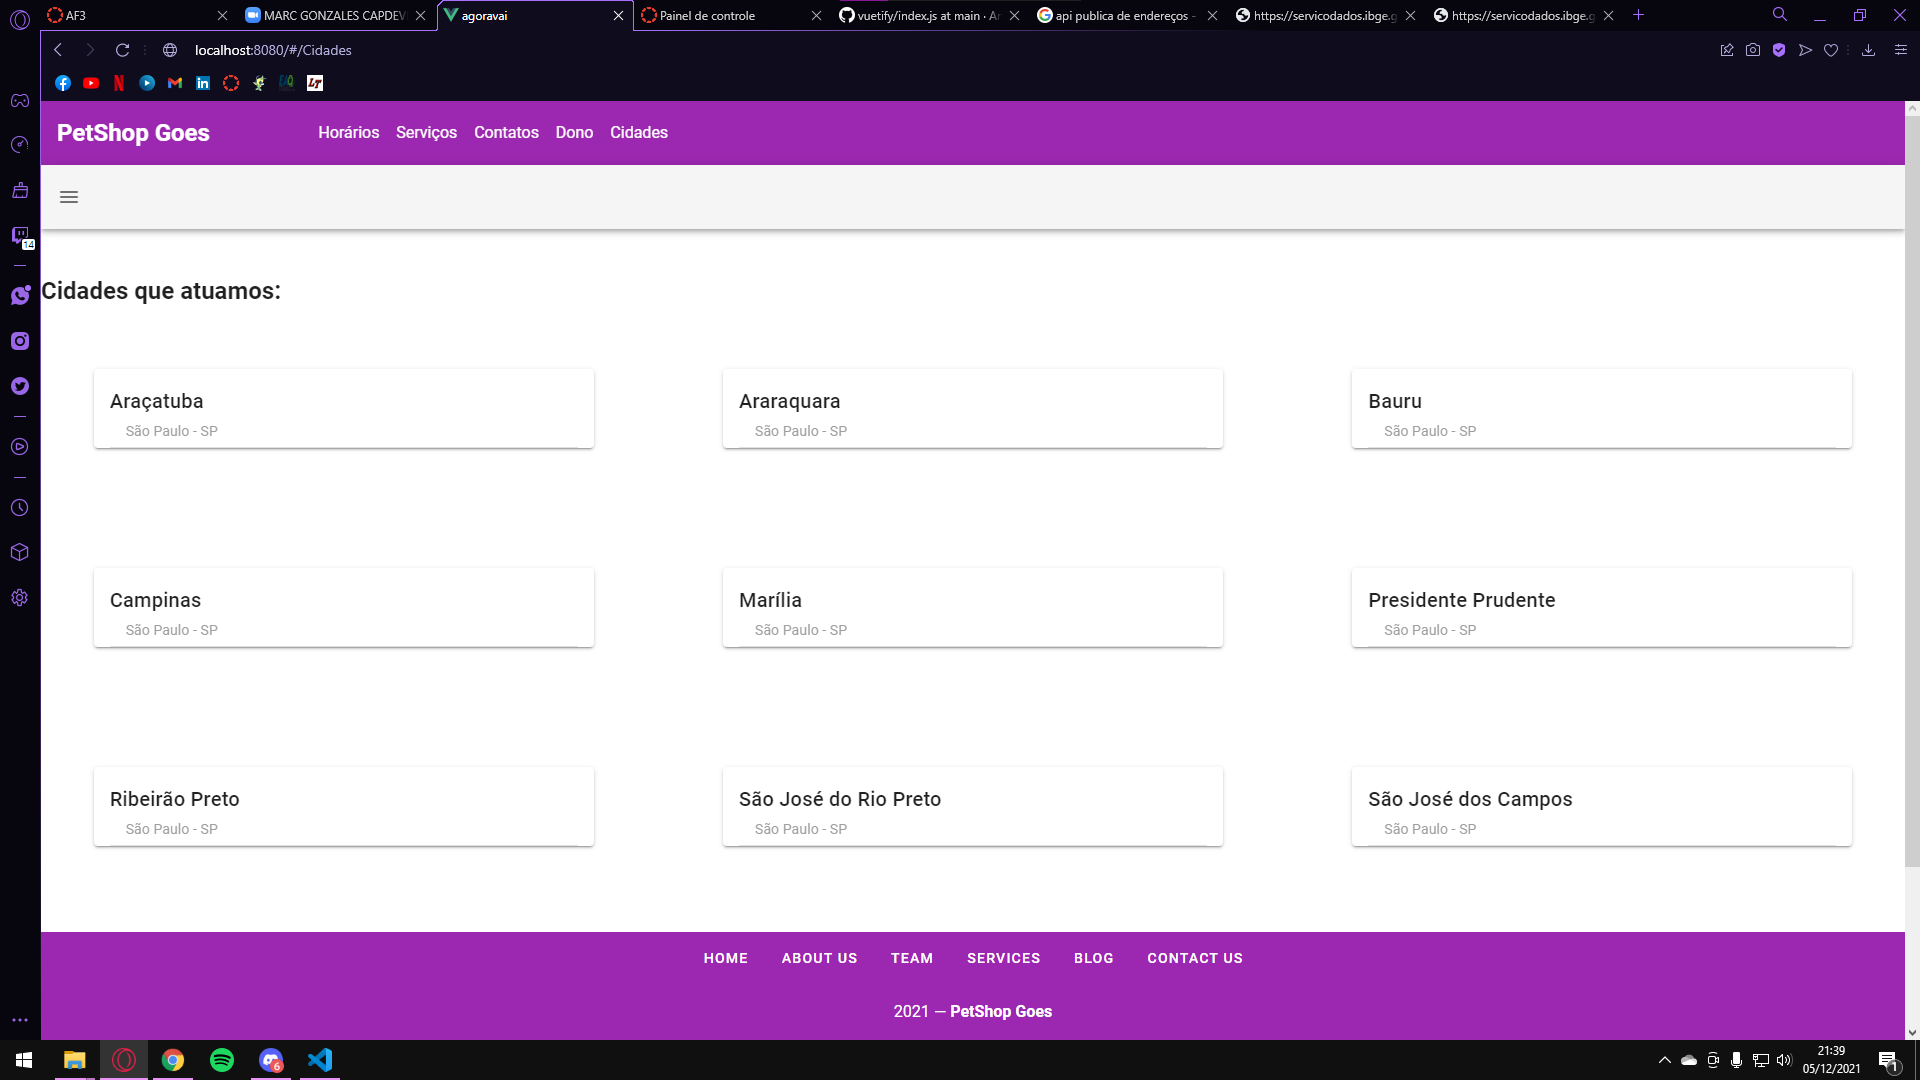 AF3
MARC GONZALES CAPDEV
agoravai
Painel de controle
vuetify/index.js at main · Ar
api publica de endereços -
https://servicodados.ibge.g
https://servicodados.ibge.g
localhost:8080/#/Cidades
PetShop Goes
Horários
Serviços
Contatos
Dono
Cidades
14
Cidades que atuamos:
Araçatuba
São Paulo - SP
Araraquara
São Paulo - SP
Bauru
São Paulo - SP
Campinas
São Paulo - SP
Marília
São Paulo - SP
Presidente Prudente
São Paulo - SP
Ribeirão Preto
São Paulo - SP
São José do Rio Preto
São Paulo - SP
São José dos Campos
São Paulo - SP
HOME
ABOUT US
TEAM
SERVICES
BLOG
CONTACT US
2021 — PetShop Goes
6
21:39
05/12/2021
1